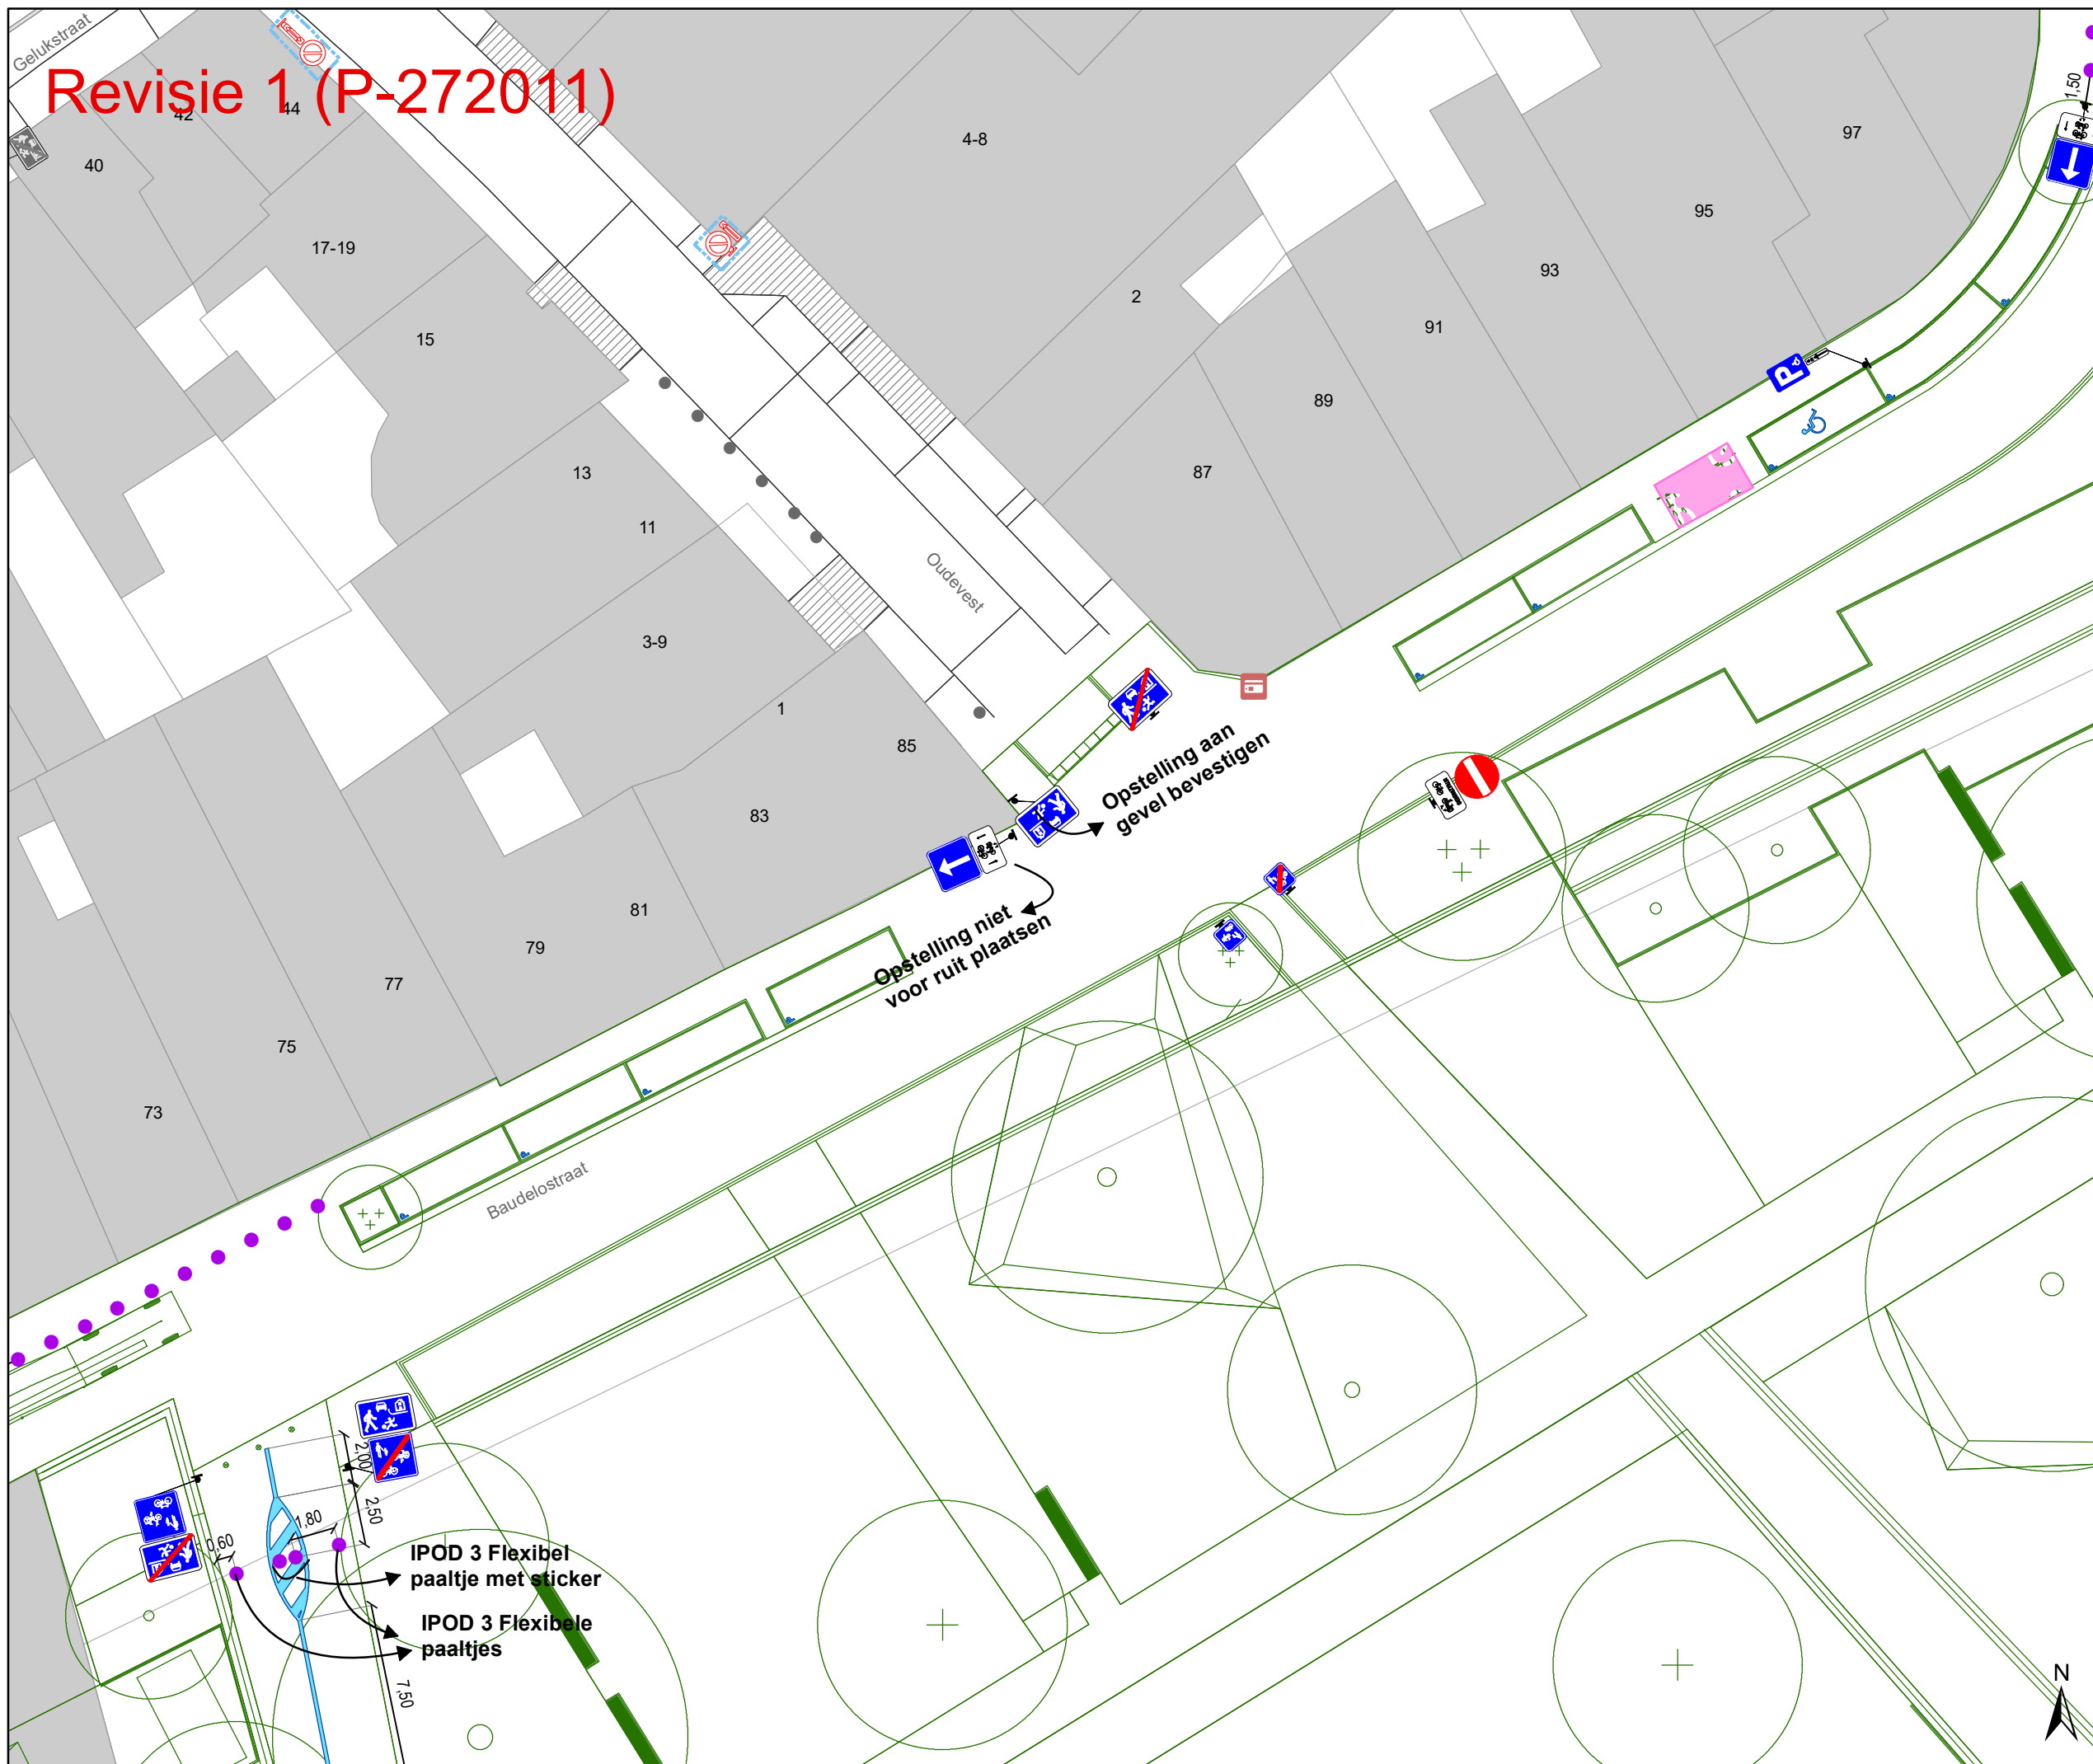 Gelukstraat
Revisie 1 (P-272011)
42
44
40
4-8
97
1,50
95
17-19
93
2
91
15
89
13
87
11
Oudevest
3-9
1
85
Opstelling aan
gevel bevestigen
83
81
Opstelling niet
voor ruit plaatsen
79
77
75
73
Baudelostraat
P
2,00
2,50
1,80
0,60
IPOD 3 Flexibel
paaltje met sticker
IPOD 3 Flexibele
paaltjes
7,50
N